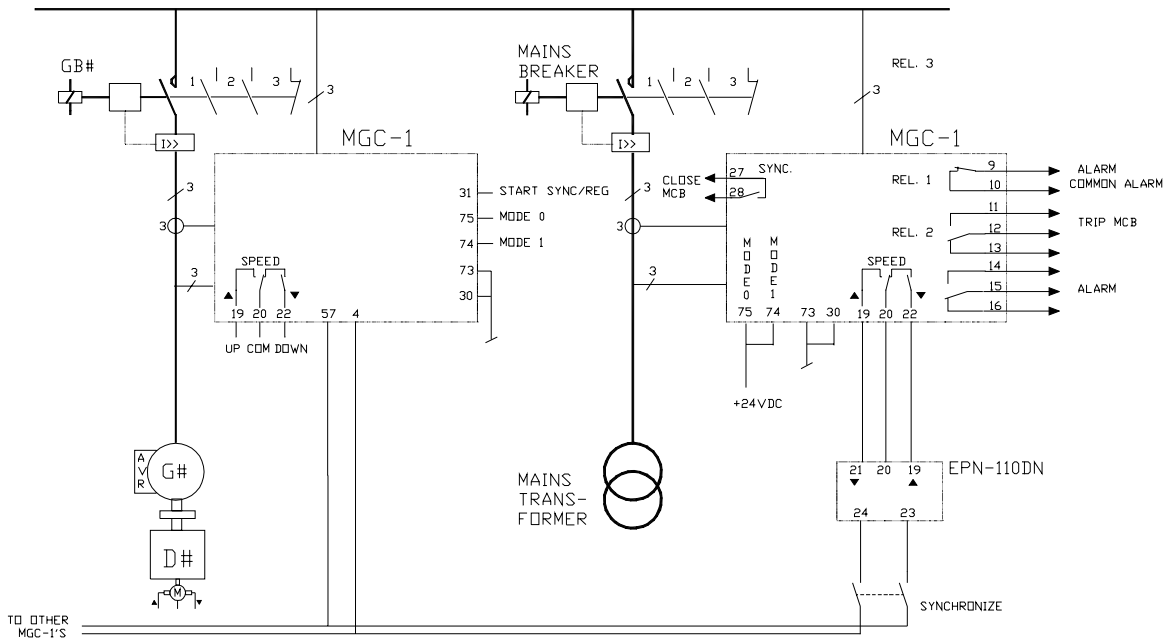 GB#
1 2 3
3
MAINS
BREAKER
1 2 3
3
REL. 3
I>>
MGC-1
I>>
MGC-1
3
3
31 START SYNC/REG
75 MODE 0
74 MODE 1
73
30
3
SPEED
19 20 22 57 4
UP COM DOWN
3
3
3
CLOSE
MCB
27 SYNC.
28
REL. 1
9 ALARM
10 COMMON ALARM
11
TRIP MCB
REL. 2
12
13
14
15 ALARM
16
MODE0
MODE1
SPEED
75 74 73 30 19 20 22
+24VDC
AVR
G#
D#
M
MAINS
TRANS-
FORMER
EPN-110DN
21 20 19
24 23
SYNCHRONIZE
TO OTHER
MGC-1'S